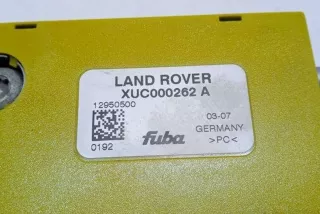 LAND ROVER
XUC000262 A
12950500
0192
fuba
03-07
GERMANY
>PC<